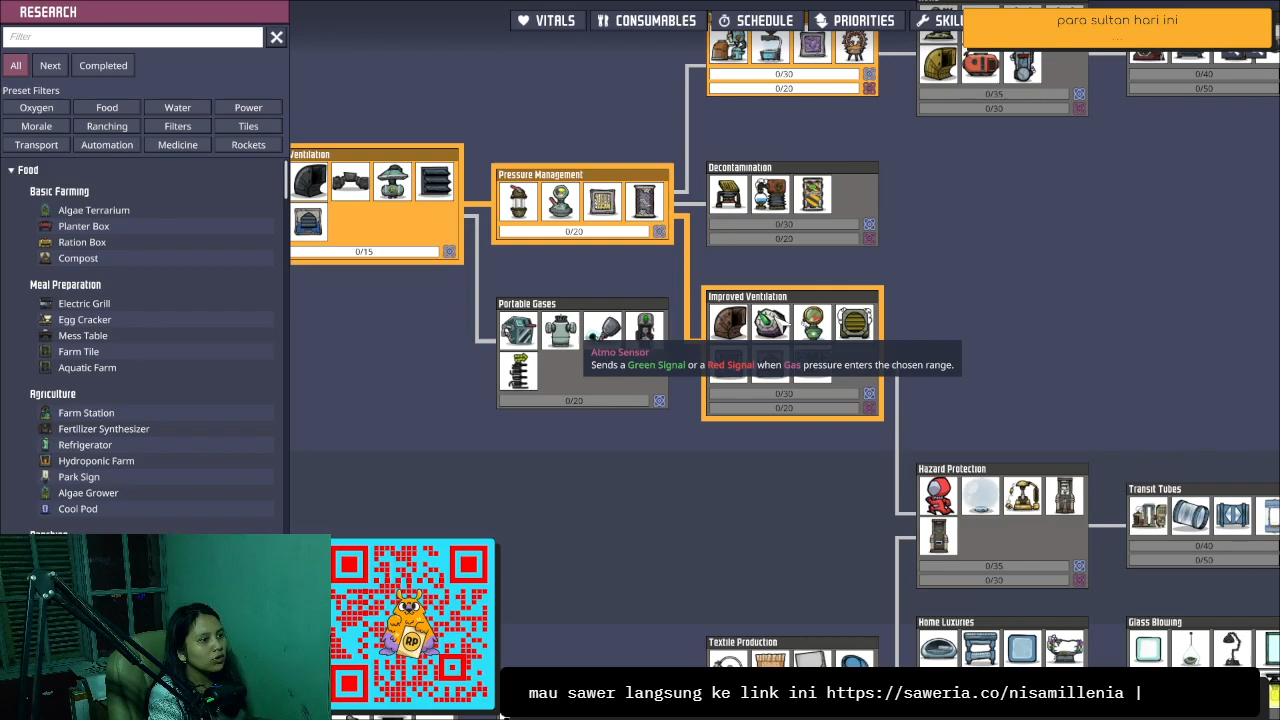 RESEARCH
Filter
All
Next
Completed
Preset Filters
Oxygen
Food
Water
Power
Morale
Ranching
Filters
Tiles
Transport
Automation
Medicine
Rockets
Food
Basic Farming
Algae Terrarium
Planter Box
Ration Box
Compost
Meal Preparation
Electric Grill
Egg Cracker
Mess Table
Farm Tile
Aquatic Farm
Agriculture
Farm Station
Fertilizer Synthesizer
Refrigerator
Hydroponic Farm
Park Sign
Algae Grower
Cool Pod
VITALS
CONSUMABLES
SCHEDULE
PRIORITIES
para sultan hari ini
...
0/30
0/20
0/35
0/30
0/40
0/50
Ventilation
0/15
Pressure Management
0/20
Decontamination
0/30
0/20
Portable Gases
0/20
Improved Ventilation
0/30
0/20
Atmo Sensor
Sends a Green Signal or a Red Signal when Gas pressure enters the chosen range.
Hazard Protection
0/35
0/30
Transit Tubes
0/40
0/50
Textile Production
Home Luxuries
Glass Blowing
RP
mau sawer langsung ke link ini https://saweria.co/nisamillenia |